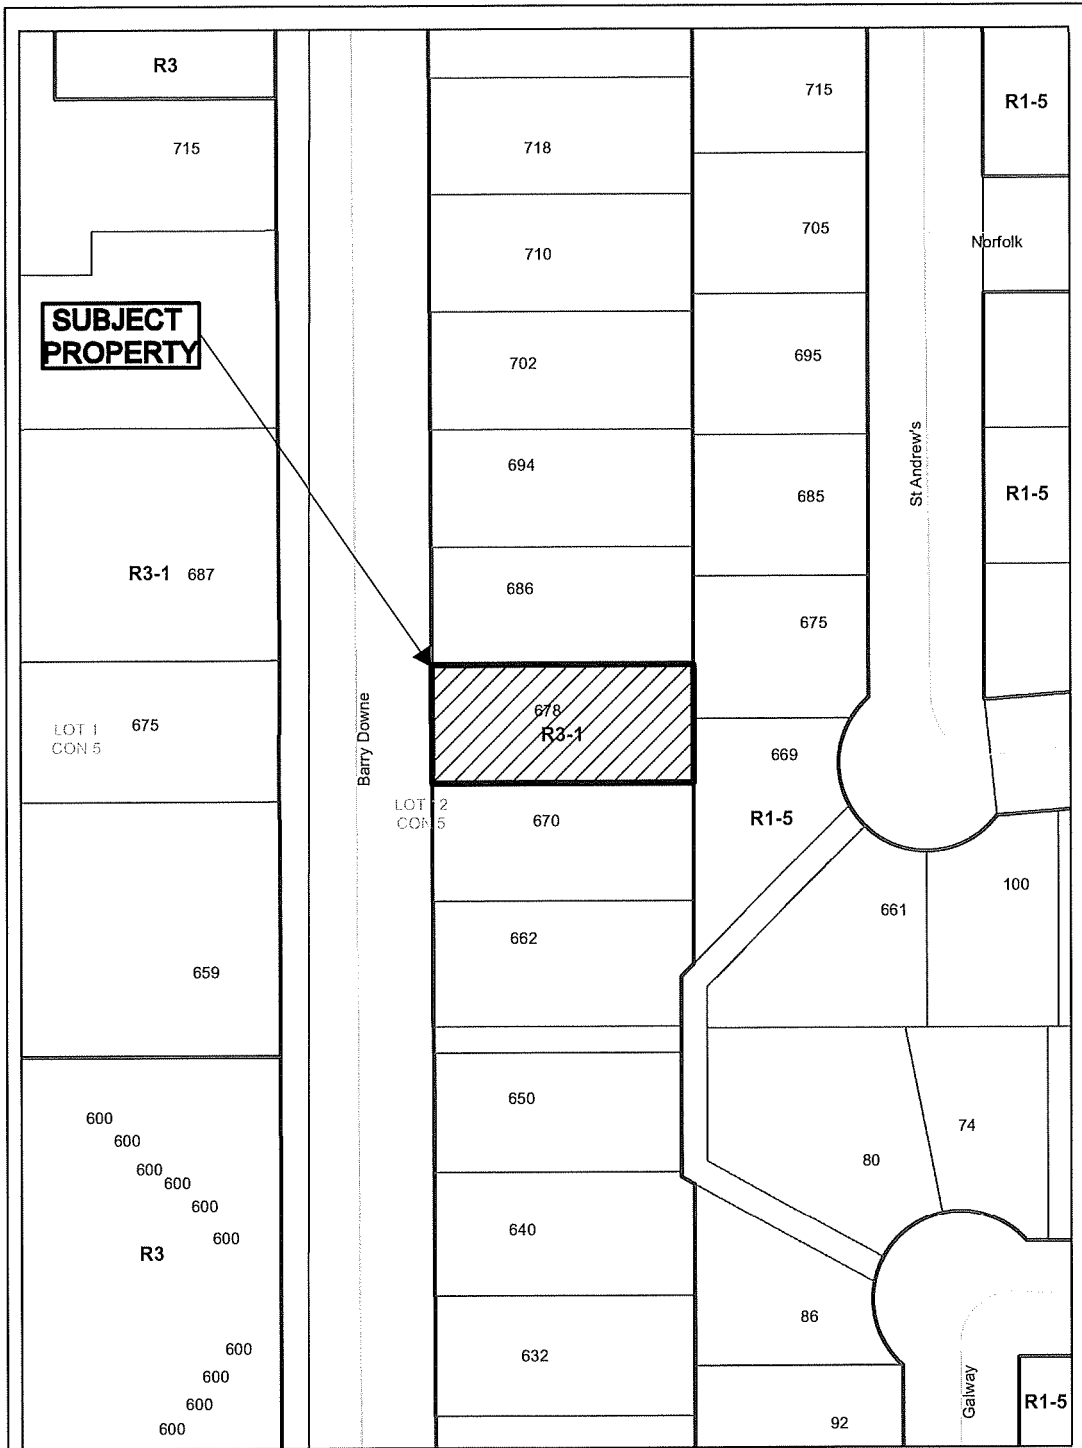 R3
715
R1-5
715
718
705
Norfolk
710
SUBJECT
PROPERTY
702
695
694
St Andrew's
685
R1-5
R3-1 687
686
675
LOT 1
CON 5
675
Barry Downe
678
R3-1
669
LOT 12
CON 5
670
R1-5
100
661
662
659
650
600
600
600
600
600
600
R3
74
80
640
86
632
600
600
600
600
Galway
R1-5
92